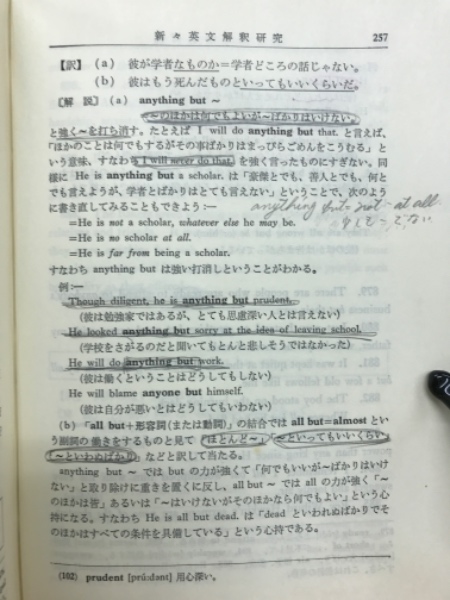 新々英文解釈研究 257
【訳】 (a) 彼が学者なものか=学者どころの話じゃない。
(b) 彼はもう死んだものといってもいいくらいだ。
【解 説】 (a) anything but ~
「~のほかは何でもよいが~ばかりはいけない」
と強く~を打ち消す。たとえば I will do anything but that. と言えば、
「ほかのことは何でもするがその事ばかりはまっぴらごめんをこうむる」と
いう意味、すなわち I will never do that. を強く言ったものにすぎない。同
様に He is anything but a scholar. は「豪傑とでも、善人とでも、何と
でも言えようが、学者とばかりはとても言えない」ということで、次のよう
に書き直してみることもできよう:—
anything but = not at all
少しも~でない
=He is not a scholar, whatever else he may be.
=He is no scholar at all.
=He is far from being a scholar.
すなわち anything but は強い打消しということがわかる。
例:—
Though diligent, he is anything but prudent.
(彼は勉強家ではあるが、とても思慮深い人とは言えない)
He looked anything but sorry at the idea of leaving school.
(学校をさがるのだと聞いてもとんと悲しそうではなかった)
He will do anything but work.
(彼は働くということはどうしてもしない)
He will blame anyone but himself.
(彼は自分が悪いとはどうしてもいわない)
(b) 「all but+形容詞(または動詞)」の結合では all but=almost とい
う副詞の働きをするものと見て「ほとんど~」「~といってもいいくらい」
「~といわぬばかり」などと訳して当たる。
anything but ~ では but の力が強くて「何でもいいが~ばかりはいけ
ない」と取り除けに重きを置くに反し、all but ~ では all の力が強く「~
のほかは皆」あるいは「~はいけないがそのほかなら何でもよい」という心
持になる。すなわち He is all but dead. は「dead といわれぬばかりでそ
のほかはすべての条件を具備している」という心持である。
(102) prudent [prúːdənt] 用心深い。